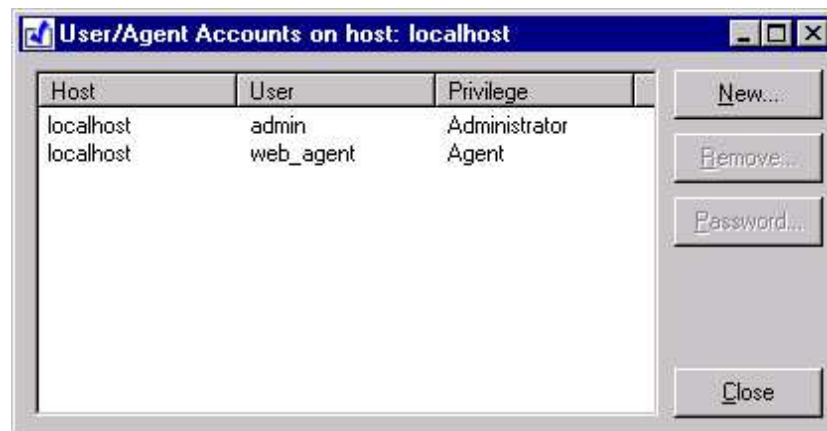 User/Agent Accounts on host: localhost
Host User Privilege
localhost admin Administrator
localhost web_agent Agent
New...
Remove...
Password...
Close